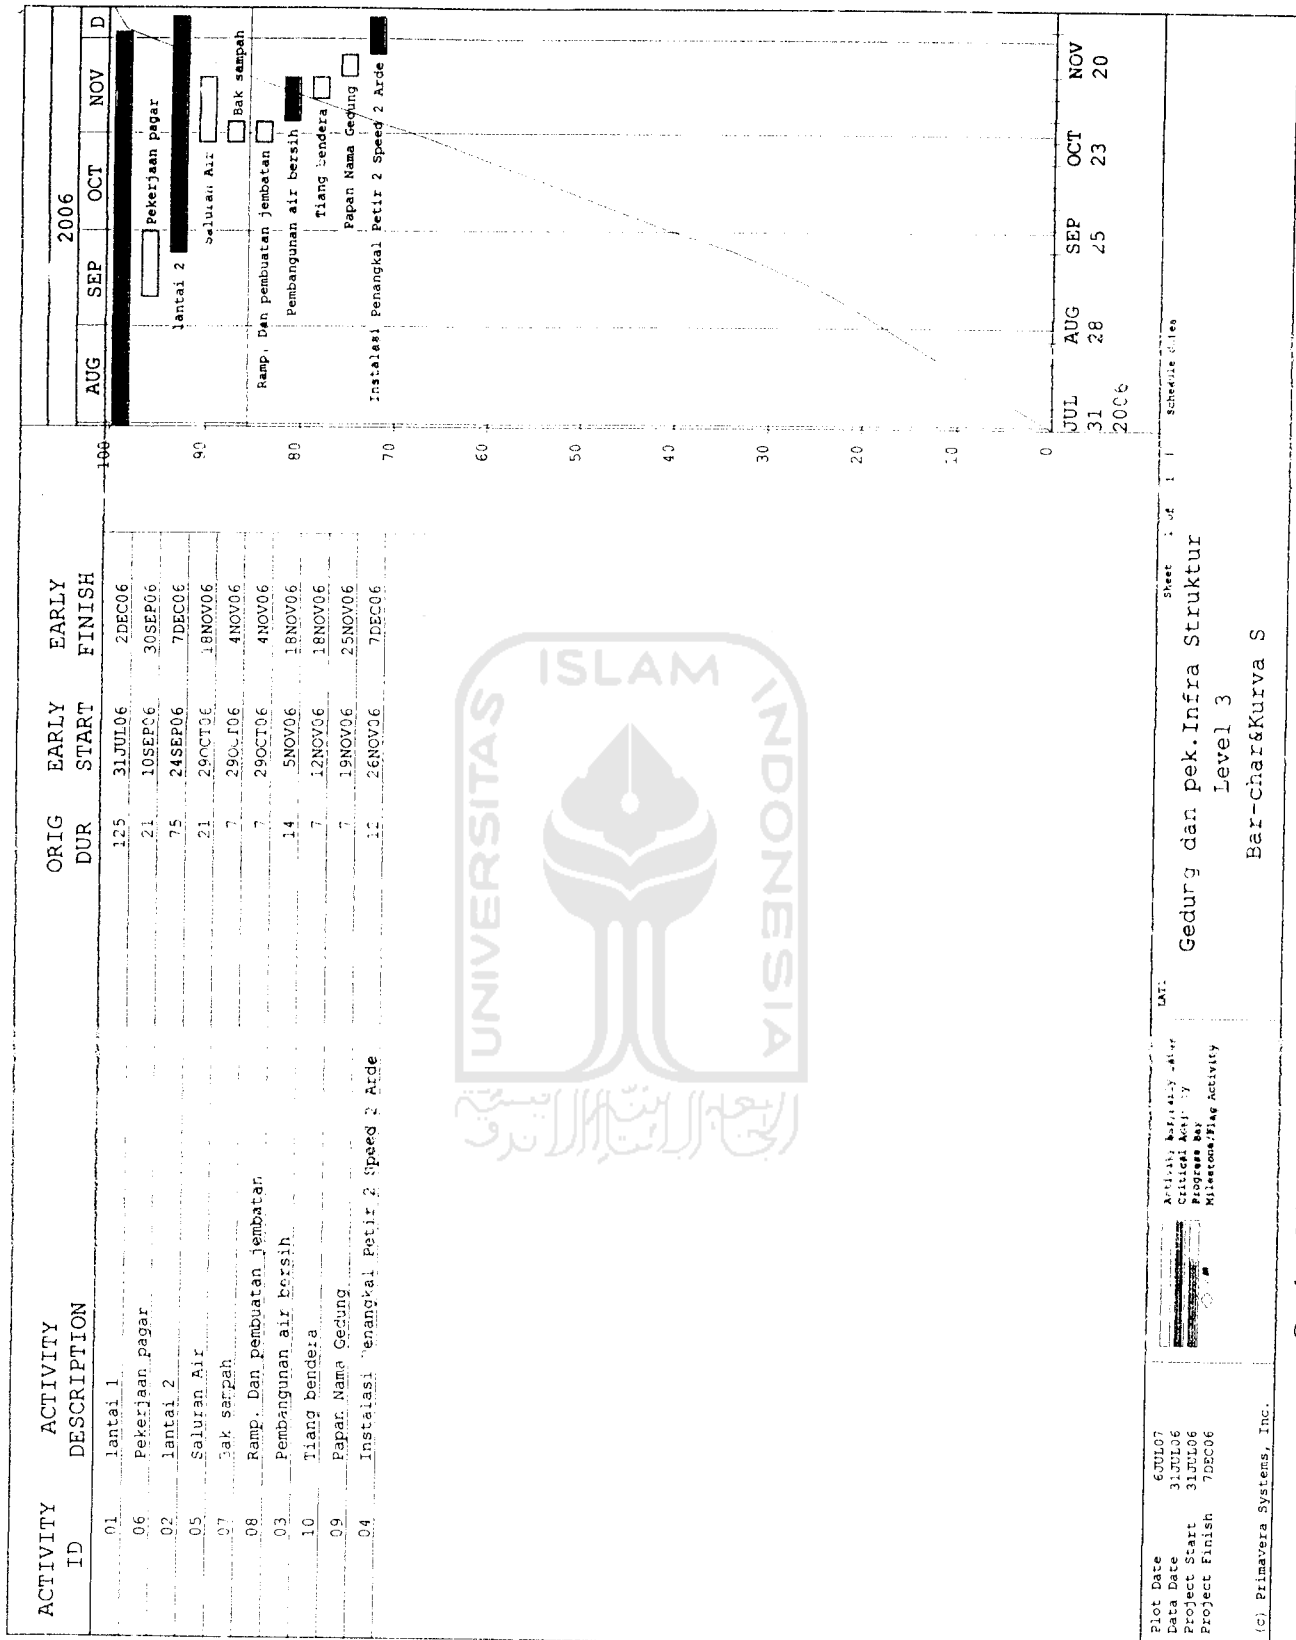 ACTIVITY ID ACTIVITY DESCRIPTION ORIG DUR EARLY START EARLY FINISH
01 lantai 1 125 31JUL06 2DEC06
06 Pekerjaan pagar 21 10SEP06 30SEP06
02 lantai 2 75 24SEP06 7DEC06
05 Saluran Air 21 29OCT06 18NOV06
07 Bak sampah 7 29OCT06 4NOV06
08 Ramp. Dan pembuatan jembatan 7 29OCT06 4NOV06
03 Pembangunan air bersih 14 5NOV06 18NOV06
10 Tiang bendera 7 12NOV06 18NOV06
09 Papan Nama Gedung 7 19NOV06 25NOV06
04 Instalasi Penangkal Petir 2 Speed 2 Arde 12 26NOV06 7DEC06
2006
AUG SEP OCT NOV D
Pekerjaan pagar
lantai 2
Saluran Air
Bak sampah
Ramp. Dan pembuatan jembatan
Pembangunan air bersih
Tiang bendera
Papan Nama Gedung
Instalasi Penangkal Petir 2 Speed 2 Arde
100
90
80
70
60
50
40
30
20
10
0
JUL AUG SEP OCT NOV
31 28 25 23 20
2006
UNIVERSITAS
ISLAM
INDONESIA
Plot Date 6JUL07
Data Date 31JUL06
Project Start 31JUL06
Project Finish 7DEC06
(c) Primavera Systems, Inc.
Critical Activity
Progress Bar
Milestone/Flag Activity
Gedung dan pek.Infra Struktur
Level 3
Bar-char&Kurva S
Sheet 1 of 1
Schedule dates